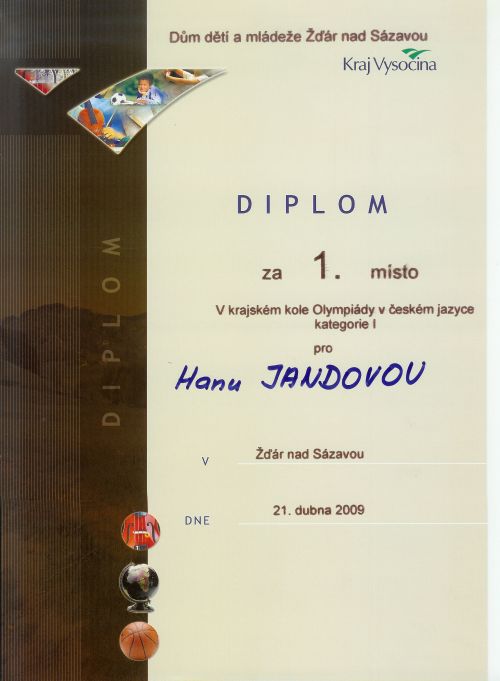 Dům dětí a mládeže Žďár nad Sázavou
Kraj Vysočina
DIPLOM
DIPLOM
za 1. místo
V krajském kole Olympiády v českém jazyce
kategorie I
pro
Hanu JANDOVOU
V Žďár nad Sázavou
DNE 21. dubna 2009